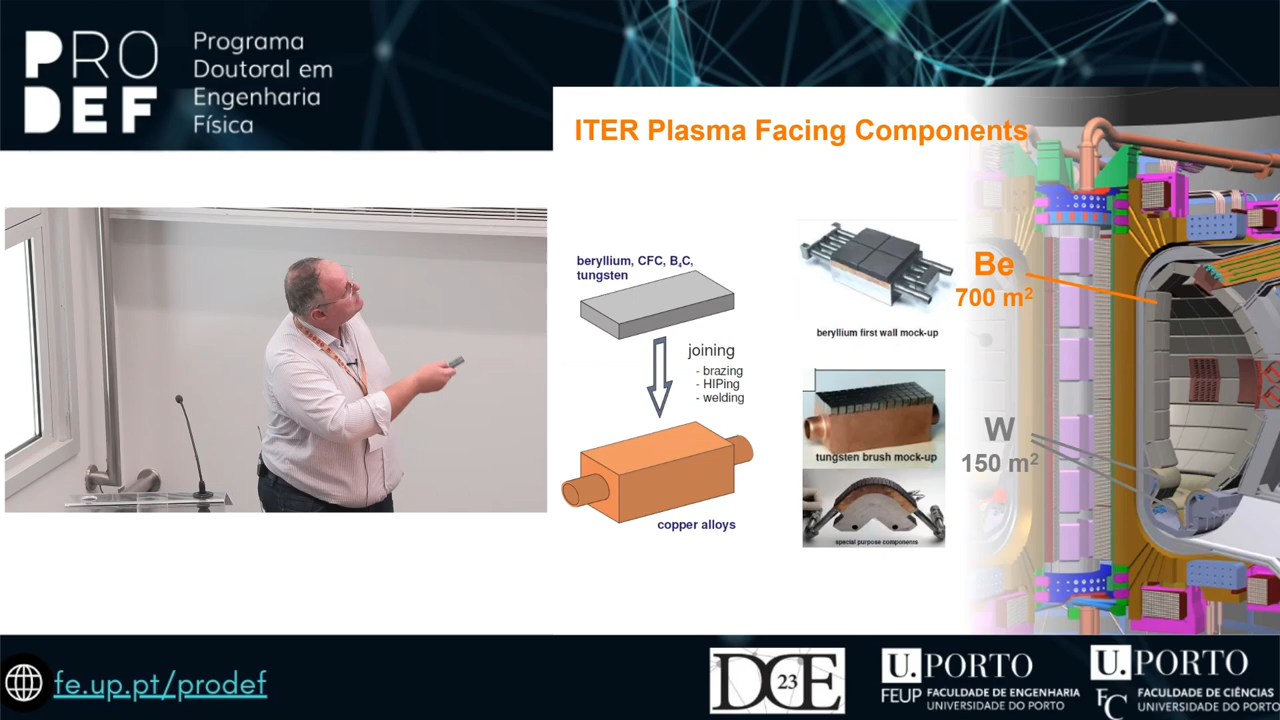 PRO
DEF
Programa
Doutoral em
Engenharia
Física
ITER Plasma Facing Components
beryllium, CFC, B₄C,
tungsten
joining
- brazing
- HIPing
- welding
copper alloys
beryllium first wall mock-up
tungsten brush mock-up
special purpose components
Be
700 m²
W
150 m²
fe.up.pt/prodef
DCE
23
U.PORTO
FEUP FACULDADE DE ENGENHARIA
UNIVERSIDADE DO PORTO
U.PORTO
FC FACULDADE DE CIÊNCIAS
UNIVERSIDADE DO PORTO